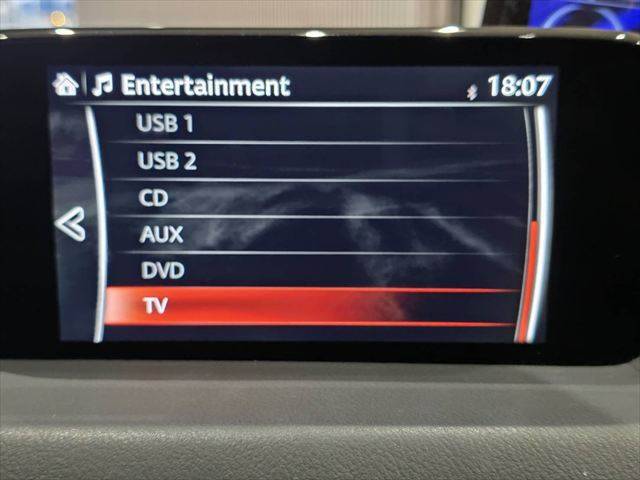 Entertainment 18:07
USB 1
USB 2
CD
AUX
DVD
TV